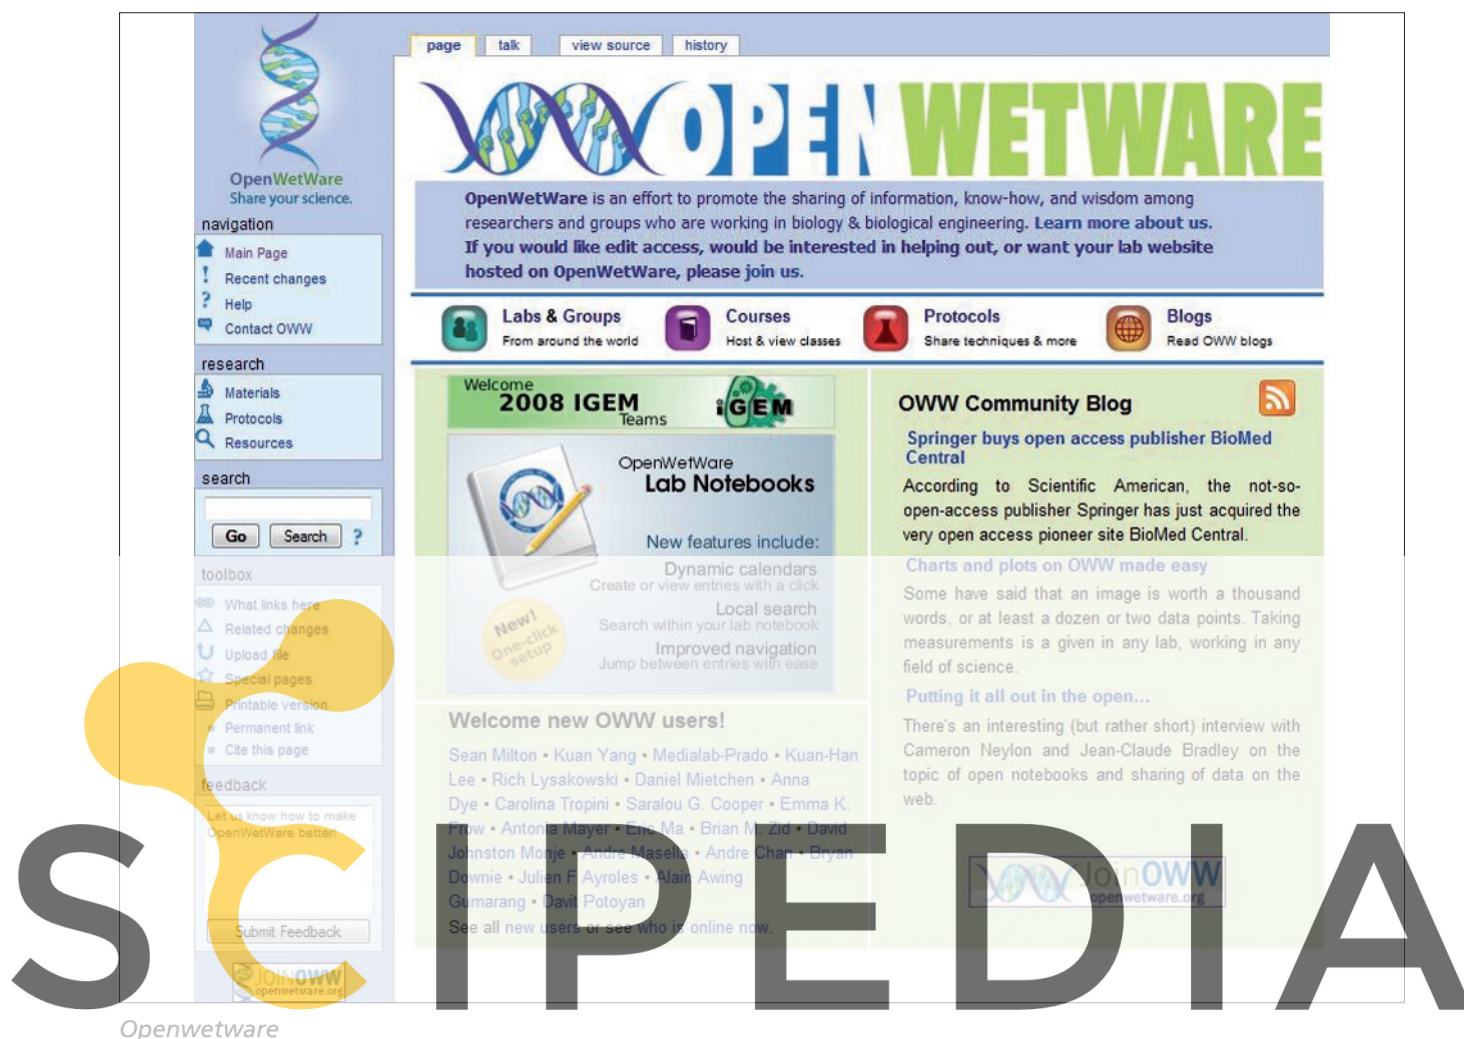 page
talk
view source
history
OPENWETWARE
OpenWetWare
Share your science.
OpenWetWare is an effort to promote the sharing of information, know-how, and wisdom among
researchers and groups who are working in biology & biological engineering. Learn more about us.
If you would like edit access, would be interested in helping out, or want your lab website
hosted on OpenWetWare, please join us.
navigation
Main Page
Recent changes
Help
Contact OWW
research
Materials
Protocols
Resources
search
Go Search ?
toolbox
What links here
Related changes
Upload file
Special pages
Printable version
Permanent link
Cite this page
feedback
Let us know how to make
OpenWetWare better!
Submit Feedback
JOINOWW
openwetware.org
Labs & Groups
From around the world
Courses
Host & view classes
Protocols
Share techniques & more
Blogs
Read OWW blogs
Welcome
2008 IGEM
Teams
iGEM
OpenWetWare
Lab Notebooks
New features include:
Dynamic calendars
Create or view entries with a click
Local search
Search within your lab notebook
Improved navigation
Jump between entries with ease
New!
One-click
setup
Welcome new OWW users!
Sean Milton • Kuan Yang • Medialab-Prado • Kuan-Han
Lee • Rich Lysakowski • Daniel Mietchen • Anna
Dye • Carolina Tropini • Saralou G. Cooper • Emma K.
Frow • Antonia Mayer • Eric Ma • Brian M. Zid • David
Johnston Monje • Andre Masella • Andre Chan • Bryan
Downie • Julien F Ayroles • Alain Awing
Gumarang • Davit Potoyan
See all new users or see who is online now.
OWW Community Blog
Springer buys open access publisher BioMed
Central
According to Scientific American, the not-so-
open-access publisher Springer has just acquired the
very open access pioneer site BioMed Central.
Charts and plots on OWW made easy
Some have said that an image is worth a thousand
words, or at least a dozen or two data points. Taking
measurements is a given in any lab, working in any
field of science.
Putting it all out in the open...
There's an interesting (but rather short) interview with
Cameron Neylon and Jean-Claude Bradley on the
topic of open notebooks and sharing of data on the
web.
JoinOWW
openwetware.org
SCIPEDIA
Openwetware